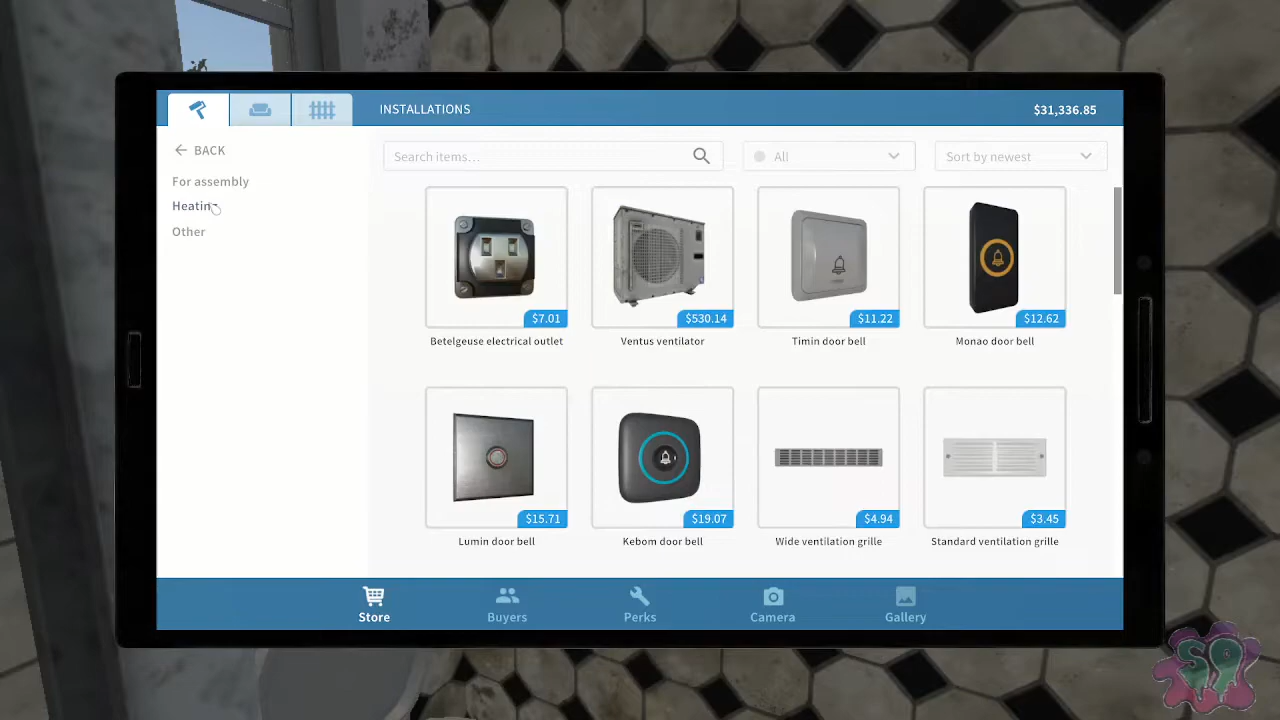 INSTALLATIONS
$31,336.85
BACK
Search items...
All
Sort by newest
For assembly
Heating
Other
$7.01
$530.14
$11.22
$12.62
Betelgeuse electrical outlet
Ventus ventilator
Timin door bell
Monao door bell
$15.71
$19.07
$4.94
$3.45
Lumin door bell
Kebom door bell
Wide ventilation grille
Standard ventilation grille
Store
Buyers
Perks
Camera
Gallery